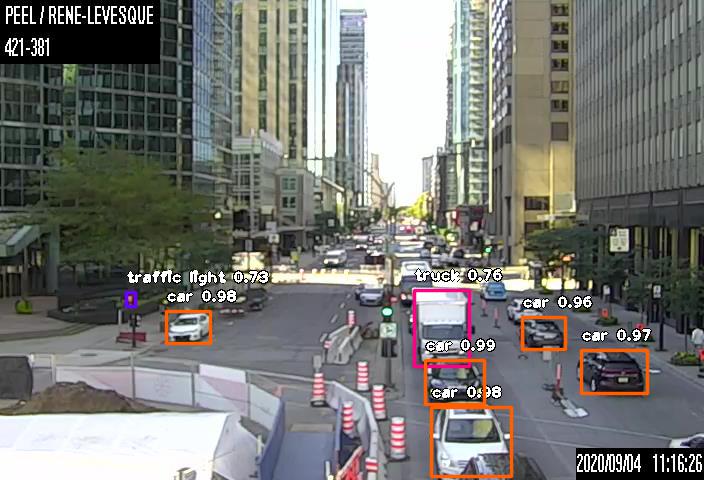 PEEL / RENE-LEVESQUE
421-381
traffic light 0.73
truck 0.76
car 0.98
car 0.96
car 0.97
car 0.99
car 0.98
2020/09/04 11:16:26